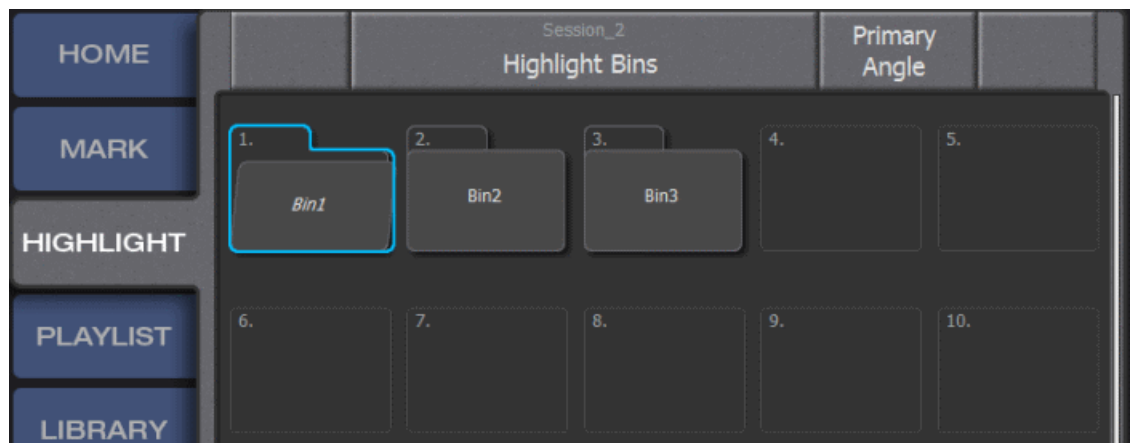 HOME
MARK
HIGHLIGHT
PLAYLIST
LIBRARY
Session_2
Highlight Bins
Primary
Angle
1.
Bin1
2.
Bin2
3.
Bin3
4.
5.
6.
7.
8.
9.
10.